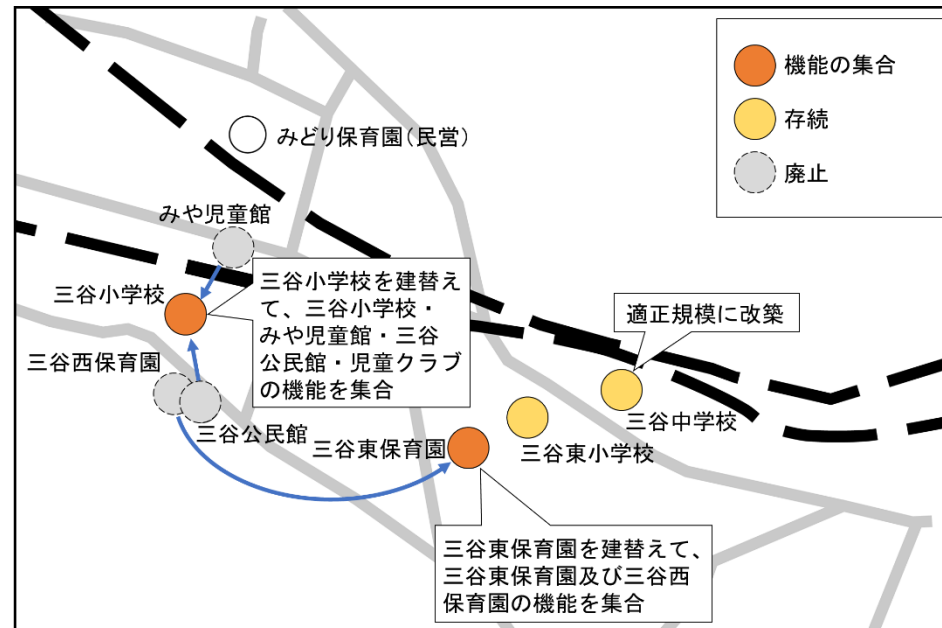 機能の集合
存続
廃止
みどり保育園（民営）
みや児童館
三谷小学校
三谷小学校を建替え
て、三谷小学校・
みや児童館・三谷
公民館・児童クラブ
の機能を集合
適正規模に改築
三谷西保育園
三谷公民館
三谷中学校
三谷東保育園
三谷東小学校
三谷東保育園を建替えて、
三谷東保育園及び三谷西
保育園の機能を集合